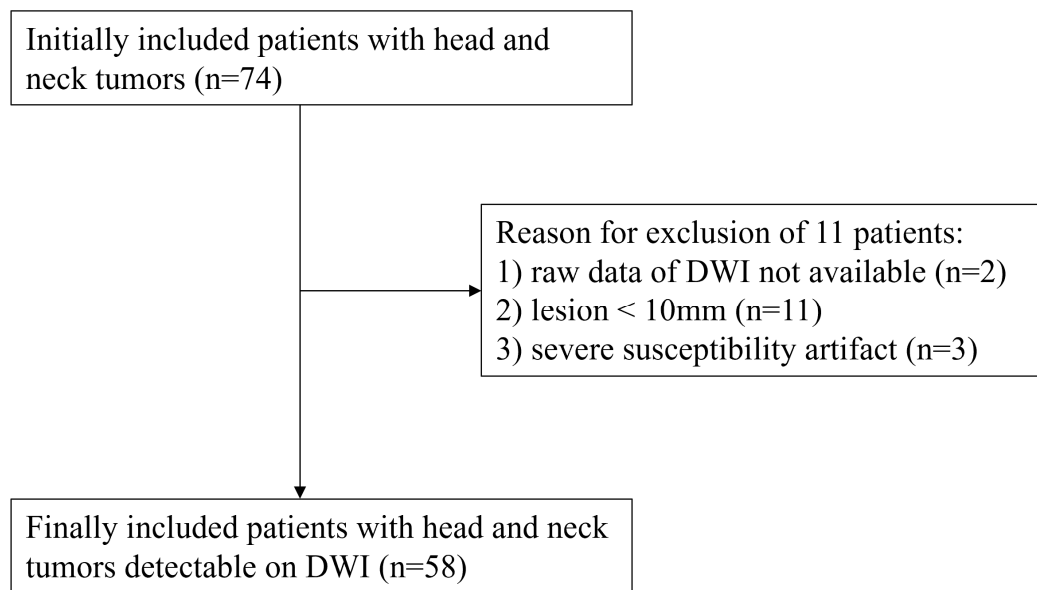 Initially included patients with head and
neck tumors (n=74)
Reason for exclusion of 11 patients:
1) raw data of DWI not available (n=2)
2) lesion < 10mm (n=11)
3) severe susceptibility artifact (n=3)
Finally included patients with head and neck
tumors detectable on DWI (n=58)